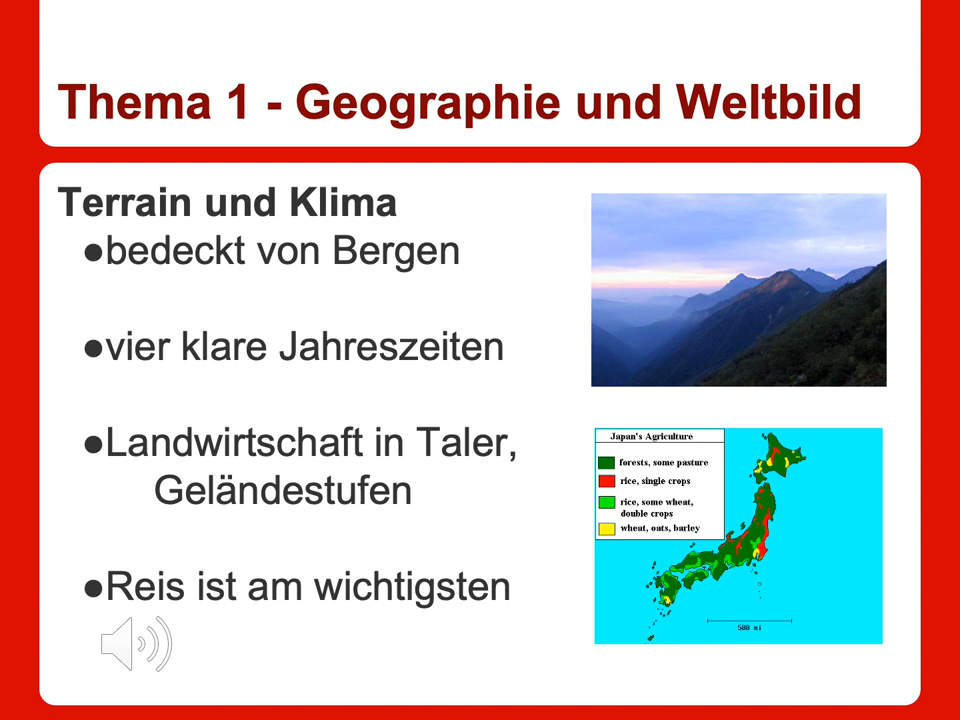 Thema 1 - Geographie und Weltbild
Terrain und Klima
●bedeckt von Bergen
●vier klare Jahreszeiten
●Landwirtschaft in Taler,
Geländestufen
●Reis ist am wichtigsten
Japan's Agriculture
forests, some pasture
rice, single crops
rice, some wheat,
double crops
wheat, oats, barley
500 mi